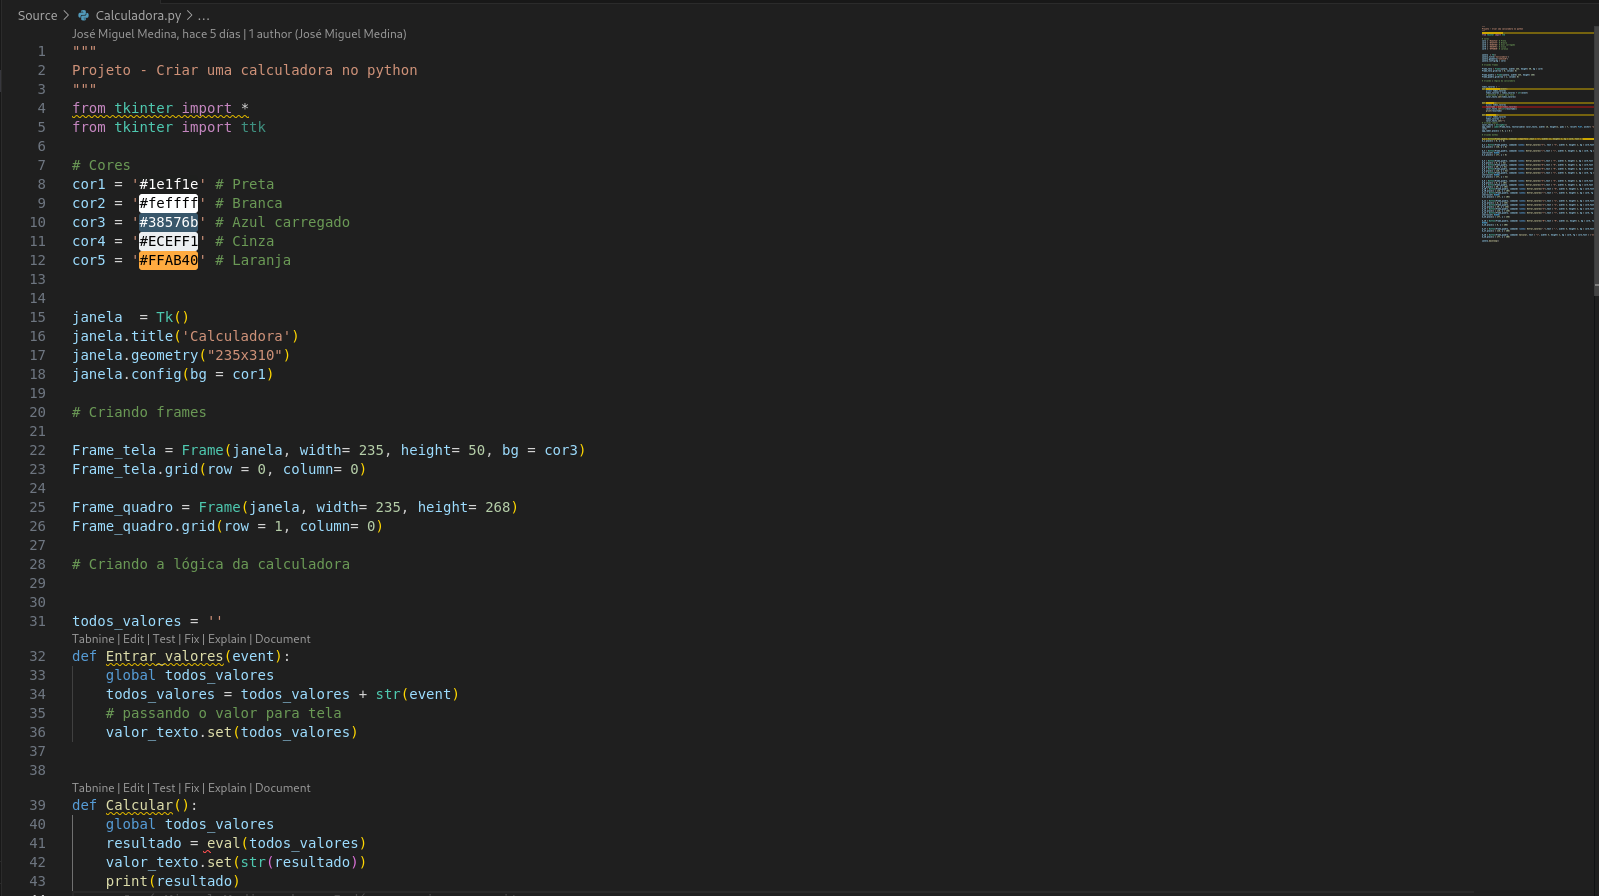 Source > Calculadora.py > ...
José Miguel Medina, hace 5 días | 1 author (José Miguel Medina)
1 """
2 Projeto - Criar uma calculadora no python
3 """
4 from tkinter import *
5 from tkinter import ttk
6
7 # Cores
8 cor1 = '#1e1f1e' # Preta
9 cor2 = '#feffff' # Branca
10 cor3 = '#38576b' # Azul carregado
11 cor4 = '#ECEFF1' # Cinza
12 cor5 = '#FFAB40' # Laranja
13
14
15 janela  = Tk()
16 janela.title('Calculadora')
17 janela.geometry("235x310")
18 janela.config(bg = cor1)
19
20 # Criando frames
21
22 Frame_tela = Frame(janela, width= 235, height= 50, bg = cor3)
23 Frame_tela.grid(row = 0, column= 0)
24
25 Frame_quadro = Frame(janela, width= 235, height= 268)
26 Frame_quadro.grid(row = 1, column= 0)
27
28 # Criando a lógica da calculadora
29
30
31 todos_valores = ''
Tabnine | Edit | Test | Fix | Explain | Document
32 def Entrar_valores(event):
33     global todos_valores
34     todos_valores = todos_valores + str(event)
35     # passando o valor para tela
36     valor_texto.set(todos_valores)
37
38
Tabnine | Edit | Test | Fix | Explain | Document
39 def Calcular():
40     global todos_valores
41     resultado = eval(todos_valores)
42     valor_texto.set(str(resultado))
43     print(resultado)